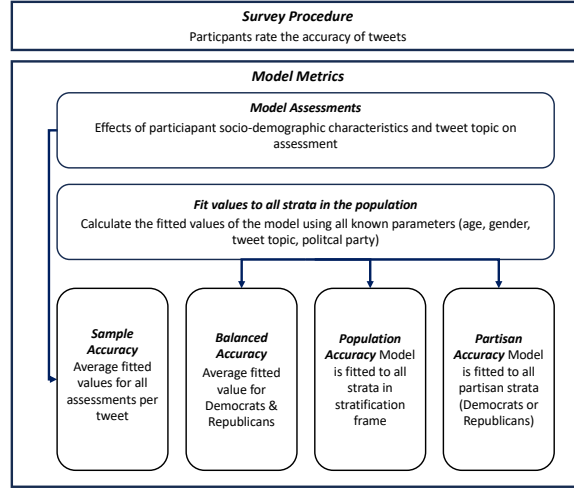 Survey Procedure
Particpants rate the accuracy of tweets
Model Metrics
Model Assessments
Effects of particiapant socio-demographic characteristics and tweet topic on
assessment
Fit values to all strata in the population
Calculate the fitted values of the model using all known parameters (age, gender,
tweet topic, politcal party)
Sample
Accuracy
Average fitted
values for all
assessments per
tweet
Balanced
Accuracy
Average fitted
value for
Democrats &
Republicans
Population
Accuracy Model
is fitted to all
strata in
stratification
frame
Partisan
Accuracy Model
is fitted to all
partisan strata
(Democrats or
Republicans)